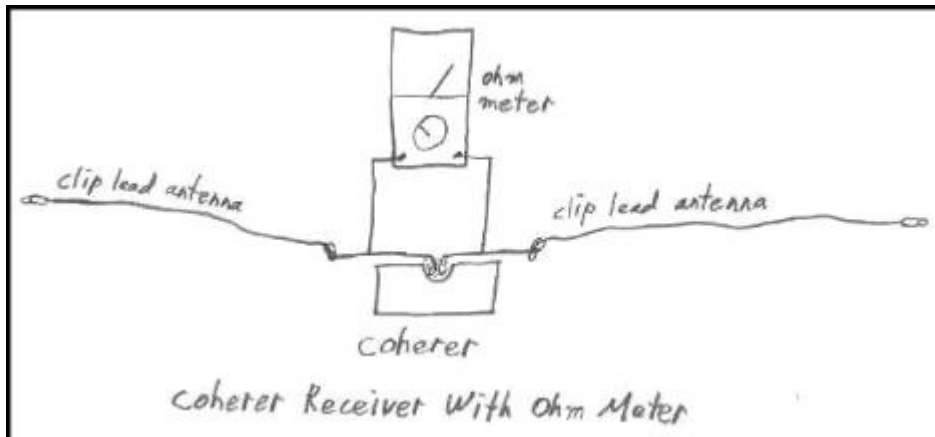 ohm
meter
clip lead antenna
clip lead antenna
coherer
Coherer Receiver With Ohm Meter